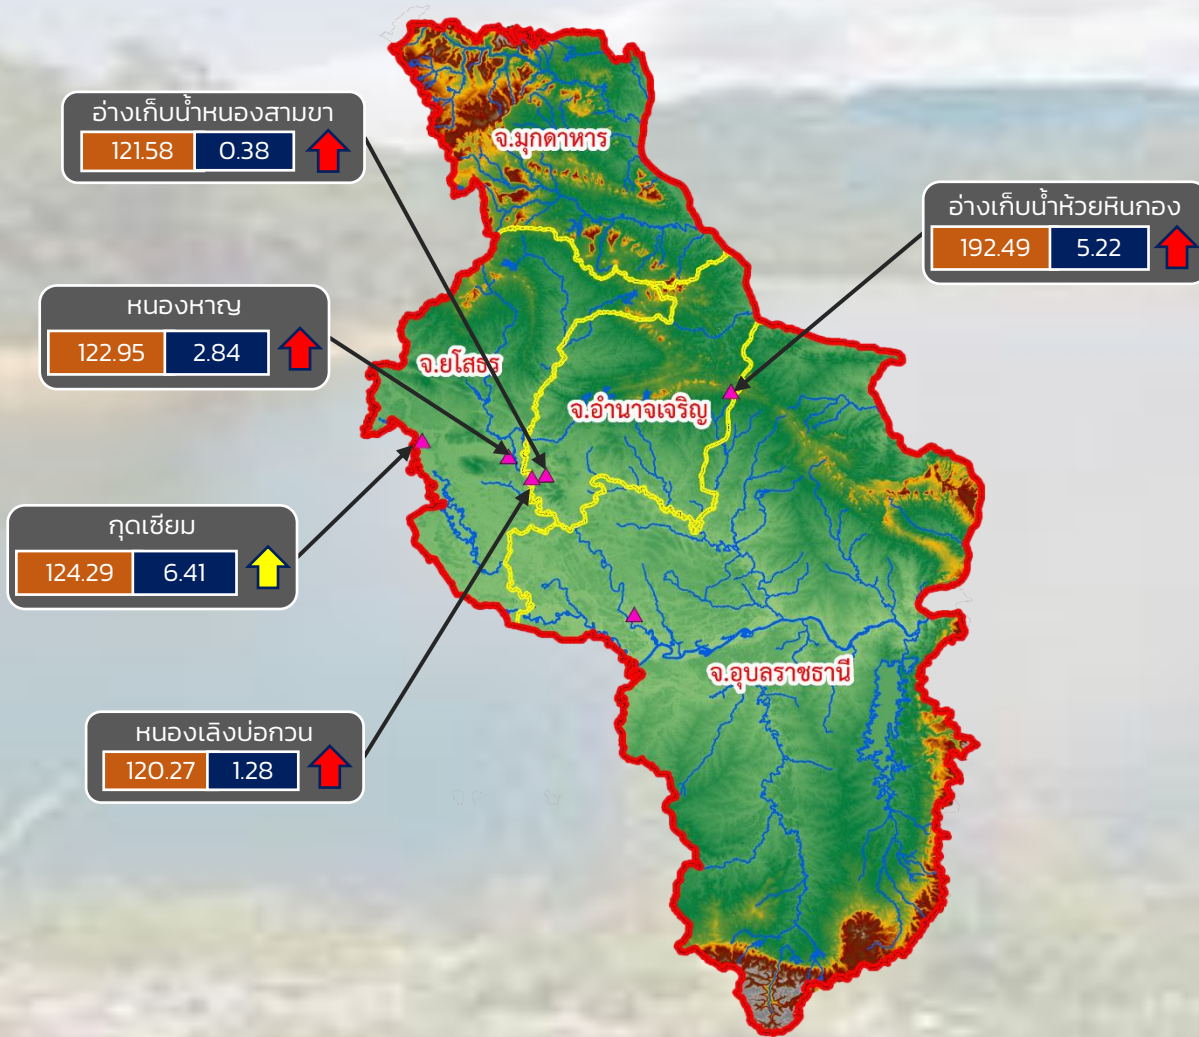 อ่างเก็บน้ำหนองสามขา
121.58 0.38
จ.มุกดาหาร
อ่างเก็บน้ำห้วยหินกอง
192.49 5.22
หนองหาญ
122.95 2.84
จ.ยโสธร
จ.อำนาจเจริญ
กุดเซียม
124.29 6.41
จ.อุบลราชธานี
หนองเลิงบ่อกวน
120.27 1.28